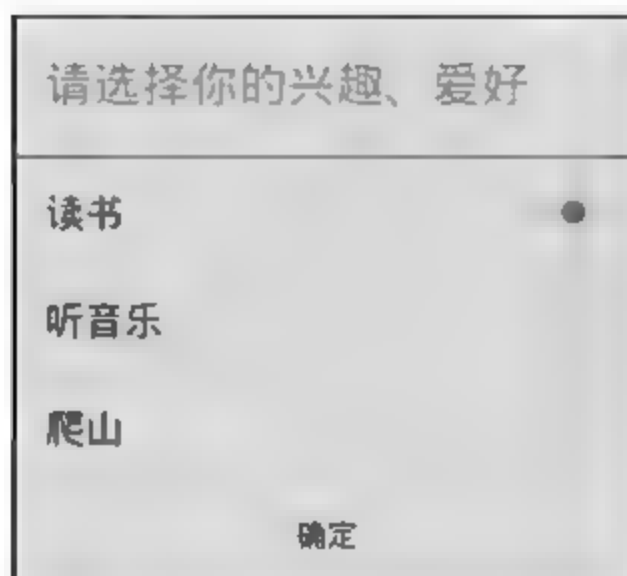 请选择你的兴趣、爱好
读书
听音乐
爬山
确定